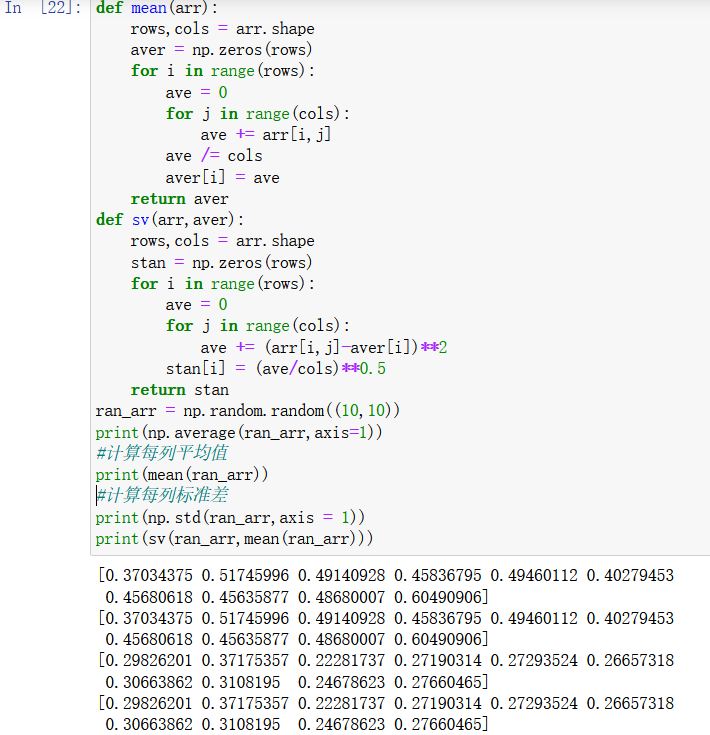 In [22]: def mean(arr):
    rows,cols = arr.shape
    aver = np.zeros(rows)
    for i in range(rows):
        ave = 0
        for j in range(cols):
            ave += arr[i,j]
        ave /= cols
        aver[i] = ave
    return aver
def sv(arr,aver):
    rows,cols = arr.shape
    stan = np.zeros(rows)
    for i in range(rows):
        ave = 0
        for j in range(cols):
            ave += (arr[i,j]-aver[i])**2
        stan[i] = (ave/cols)**0.5
    return stan
ran_arr = np.random.random((10,10))
print(np.average(ran_arr,axis=1))
#计算每列平均值
print(mean(ran_arr))
#计算每列标准差
print(np.std(ran_arr,axis = 1))
print(sv(ran_arr,mean(ran_arr)))
[0.37034375 0.51745996 0.49140928 0.45836795 0.49460112 0.40279453
 0.45680618 0.45635877 0.48680007 0.60490906]
[0.37034375 0.51745996 0.49140928 0.45836795 0.49460112 0.40279453
 0.45680618 0.45635877 0.48680007 0.60490906]
[0.29826201 0.37175357 0.22281737 0.27190314 0.27293524 0.26657318
 0.30663862 0.3108195  0.24678623 0.27660465]
[0.29826201 0.37175357 0.22281737 0.27190314 0.27293524 0.26657318
 0.30663862 0.3108195  0.24678623 0.27660465]